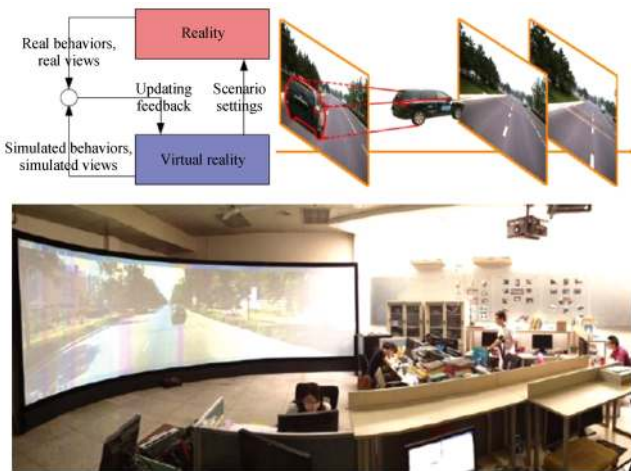 Real behaviors,
real views
Reality
Updating
feedback
Scenario
settings
Simulated behaviors,
simulated views
Virtual reality